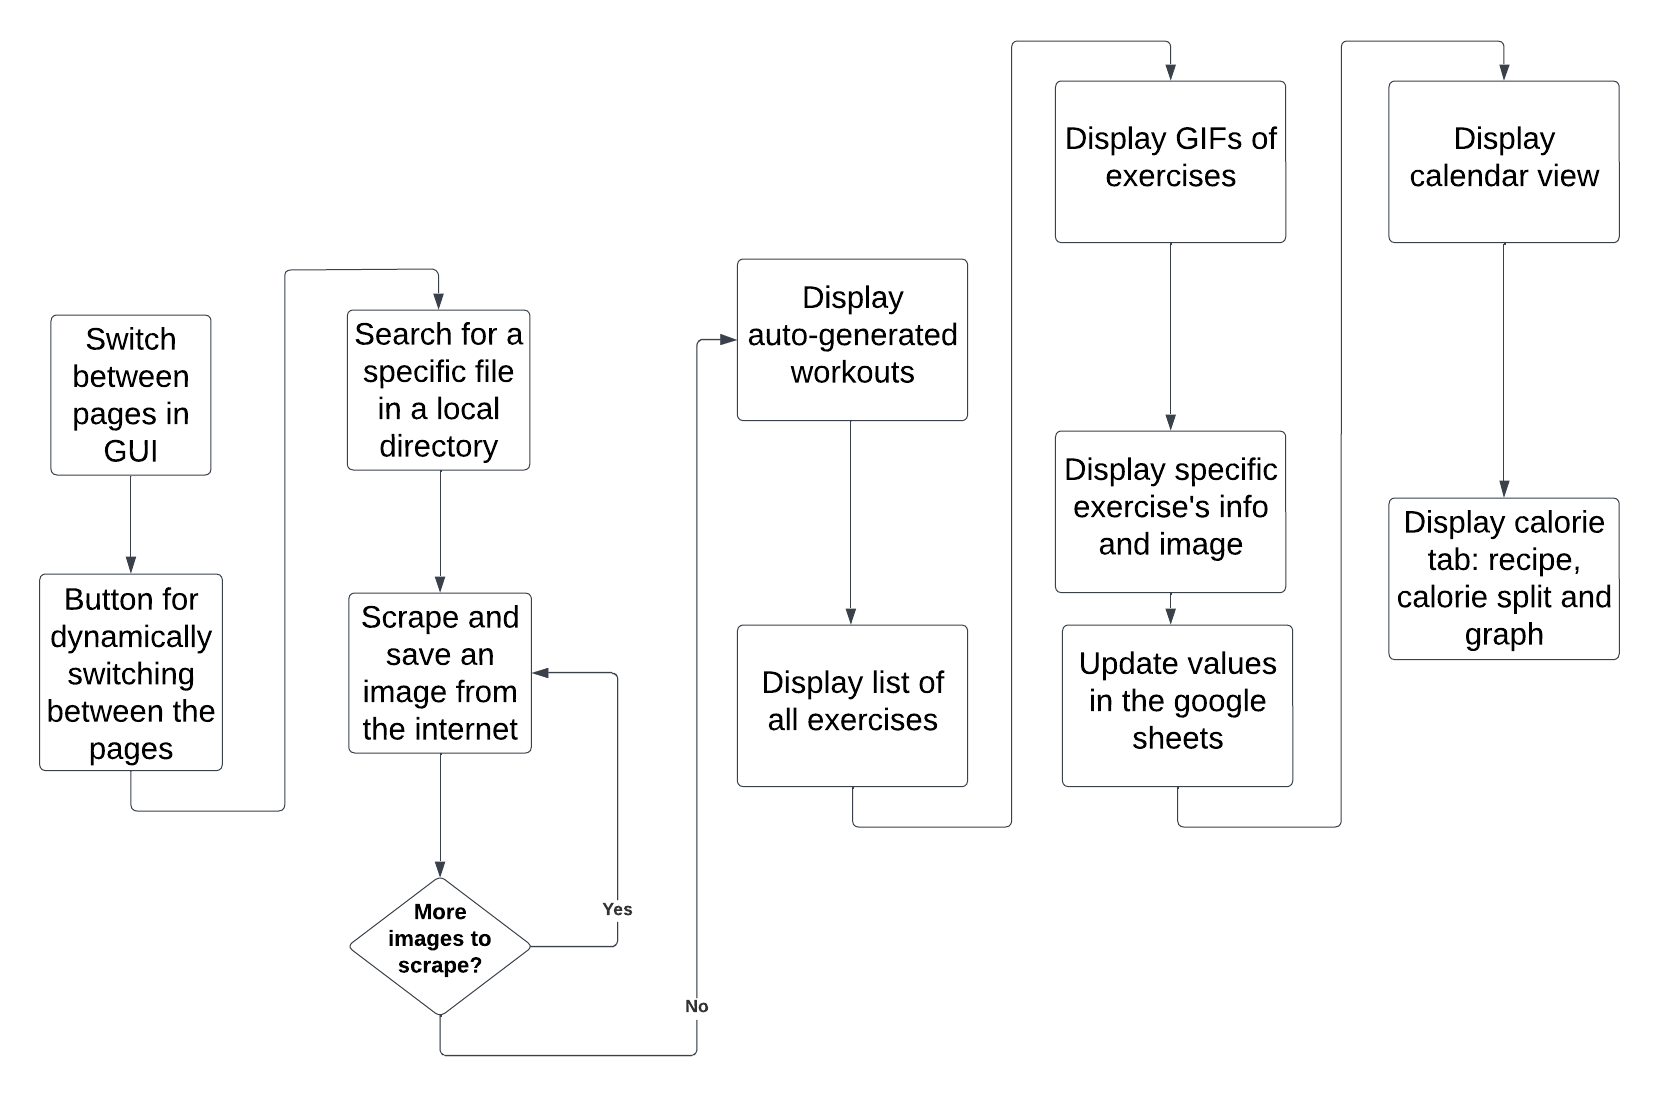 Switch
between
pages in
GUI
Button for
dynamically
switching
between the
pages
Search for a
specific file
in a local
directory
Scrape and
save an
image from
the internet
More
images to
scrape?
Yes
No
Display
auto-generated
workouts
Display list of
all exercises
Display GIFs of
exercises
Display specific
exercise's info
and image
Update values
in the google
sheets
Display
calendar view
Display calorie
tab: recipe,
calorie split and
graph